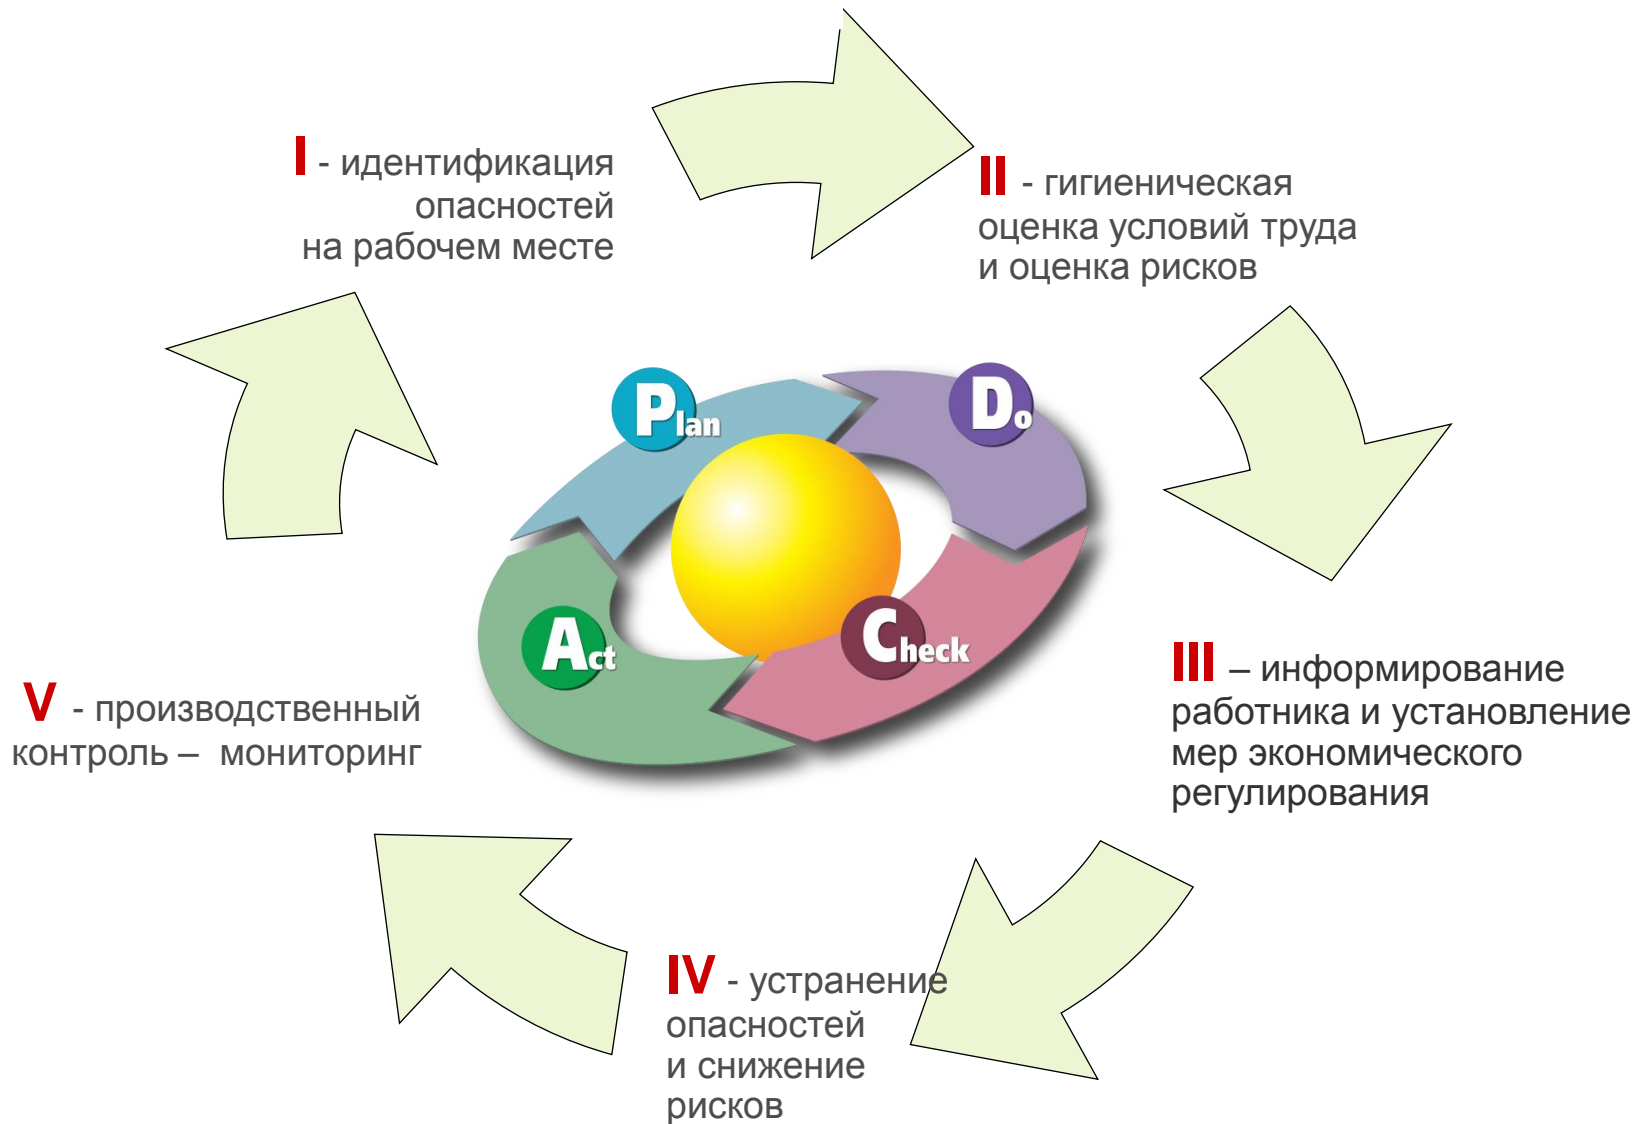 I - идентификация
опасностей
на рабочем месте
II - гигиеническая
оценка условий труда
и оценка рисков
Plan
Do
Check
Act
III – информирование
работника и установление
мер экономического
регулирования
IV - устранение
опасностей
и снижение
рисков
V - производственный
контроль – мониторинг